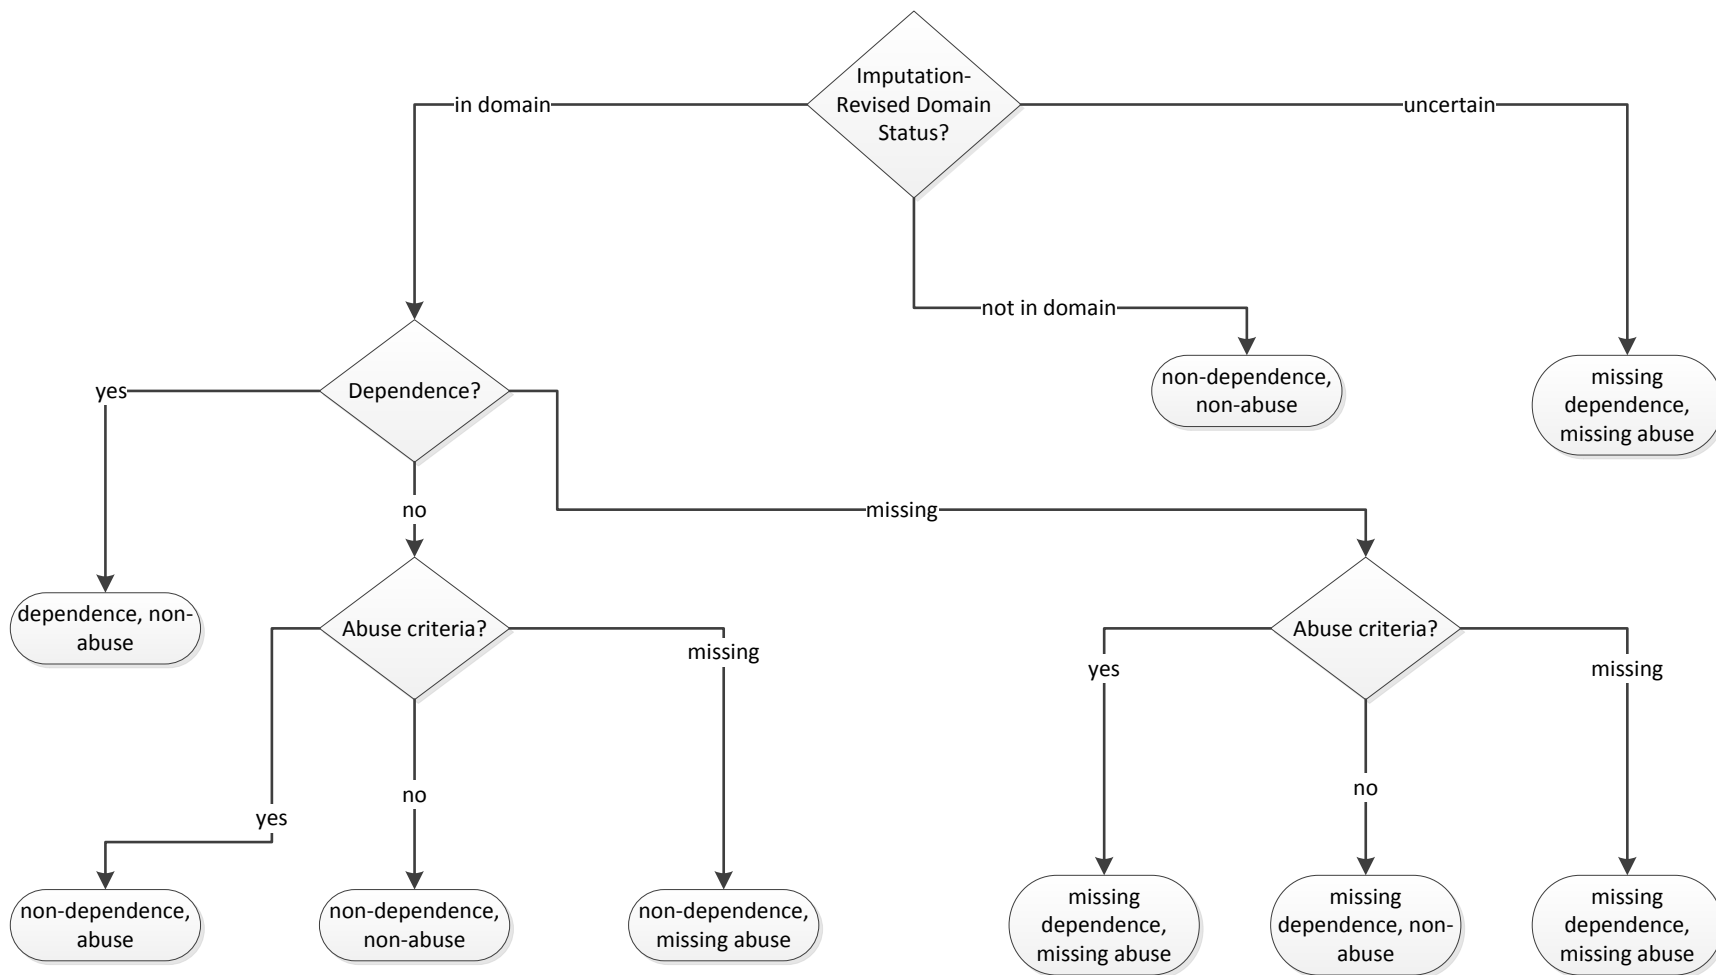 Imputation-
Revised Domain
Status?
in domain
uncertain
not in domain
non-dependence,
non-abuse
missing
dependence,
missing abuse
Dependence?
yes
no
missing
dependence, non-
abuse
Abuse criteria?
missing
yes
no
Abuse criteria?
yes
missing
no
non-dependence,
abuse
non-dependence,
non-abuse
non-dependence,
missing abuse
missing
dependence,
missing abuse
missing
dependence, non-
abuse
missing
dependence,
missing abuse